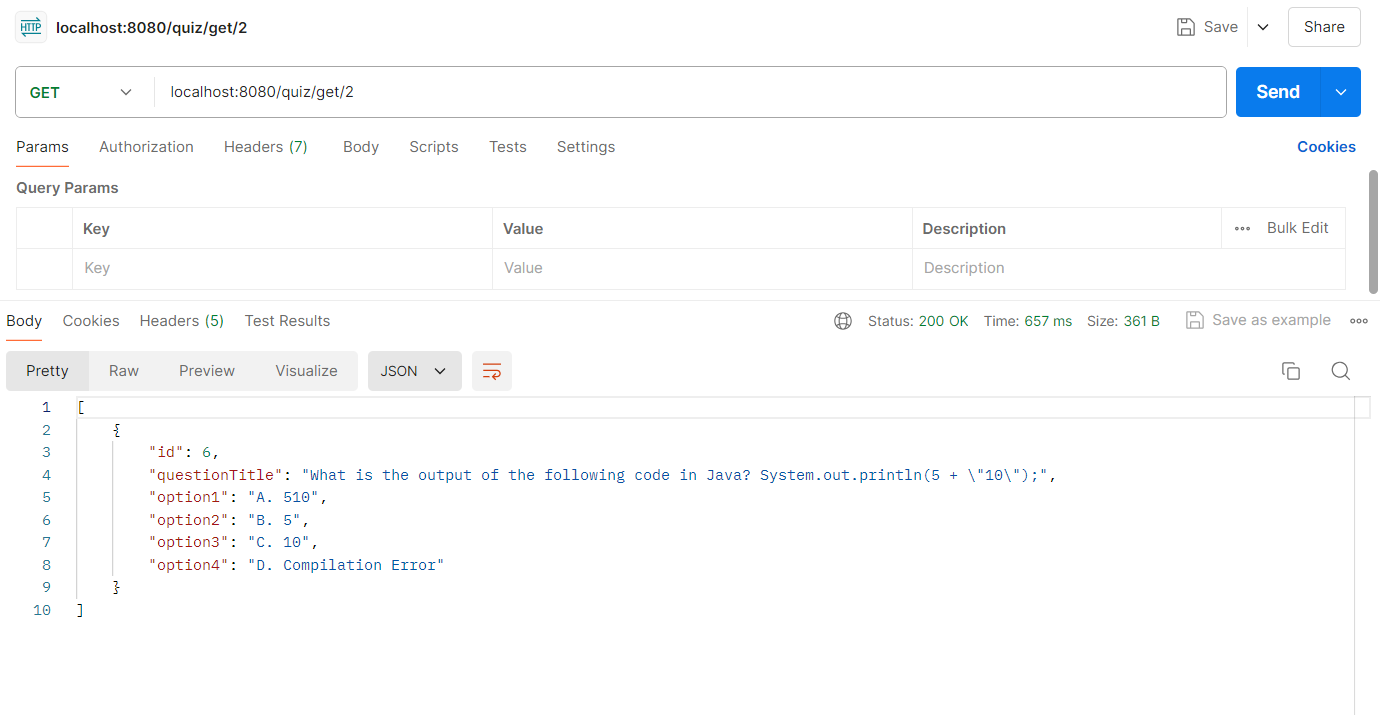 HTTP localhost:8080/quiz/get/2 Save Share
GET localhost:8080/quiz/get/2 Send
Params Authorization Headers (7) Body Scripts Tests Settings Cookies
Query Params
Key Value Description ••• Bulk Edit
Key Value Description
Body Cookies Headers (5) Test Results Status: 200 OK Time: 657 ms Size: 361 B Save as example •••
Pretty Raw Preview Visualize JSON
1 [
2 {
3 "id": 6,
4 "questionTitle": "What is the output of the following code in Java? System.out.println(5 + \"10\");",
5 "option1": "A. 510",
6 "option2": "B. 5",
7 "option3": "C. 10",
8 "option4": "D. Compilation Error"
9 }
10 ]